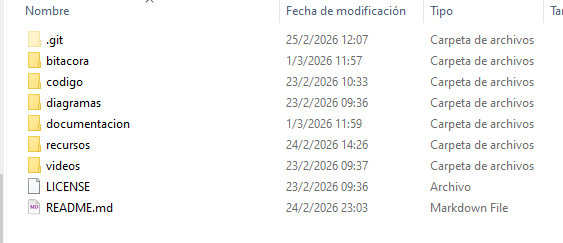 Nombre Fecha de modificación Tipo
.git 25/2/2026 12:07 Carpeta de archivos
bitacora 1/3/2026 11:57 Carpeta de archivos
codigo 23/2/2026 10:33 Carpeta de archivos
diagramas 23/2/2026 09:36 Carpeta de archivos
documentacion 1/3/2026 11:59 Carpeta de archivos
recursos 24/2/2026 14:26 Carpeta de archivos
videos 23/2/2026 09:37 Carpeta de archivos
LICENSE 23/2/2026 09:36 Archivo
MD README.md 24/2/2026 23:03 Markdown File